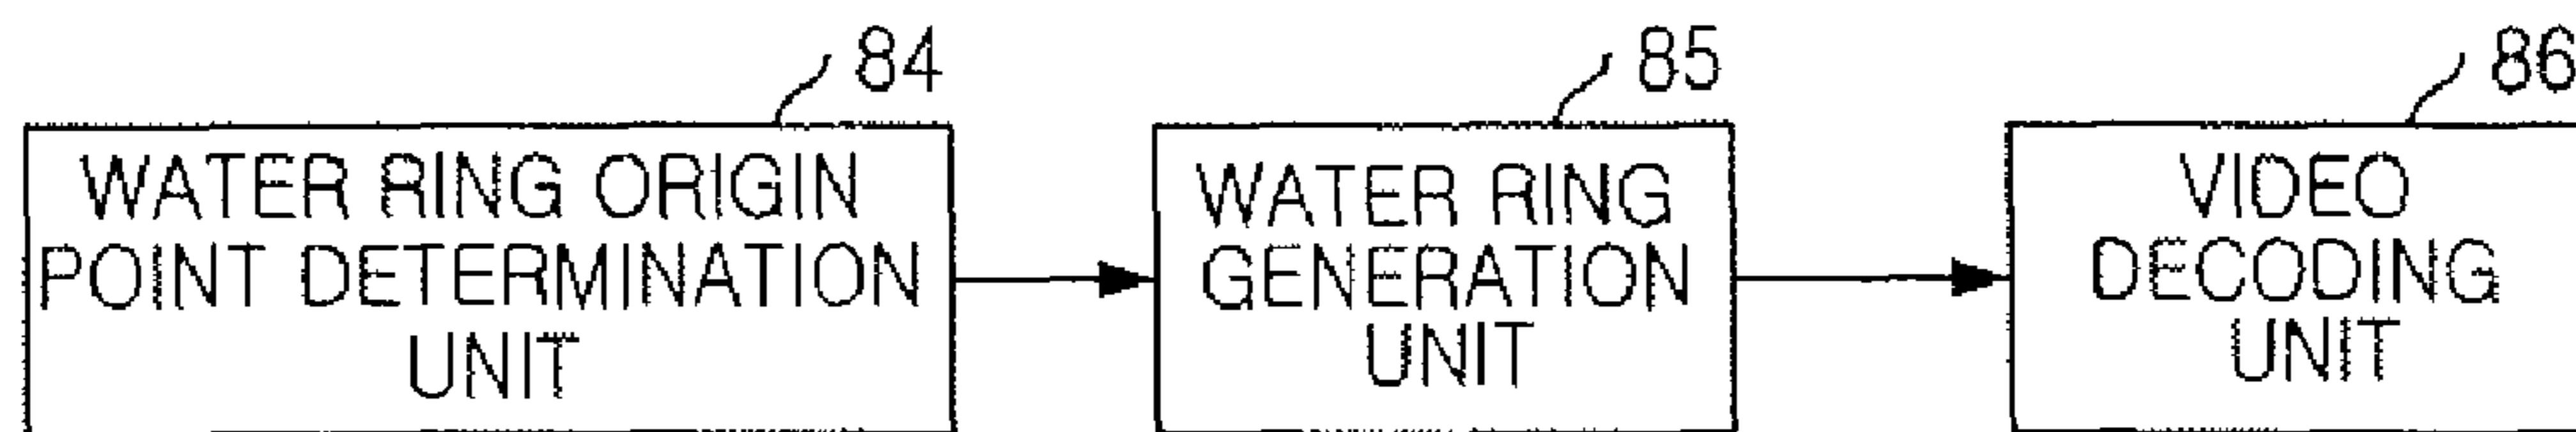 84
WATER RING ORIGIN
POINT DETERMINATION
UNIT
85
WATER RING
GENERATION
UNIT
86
VIDEO
DECODING
UNIT